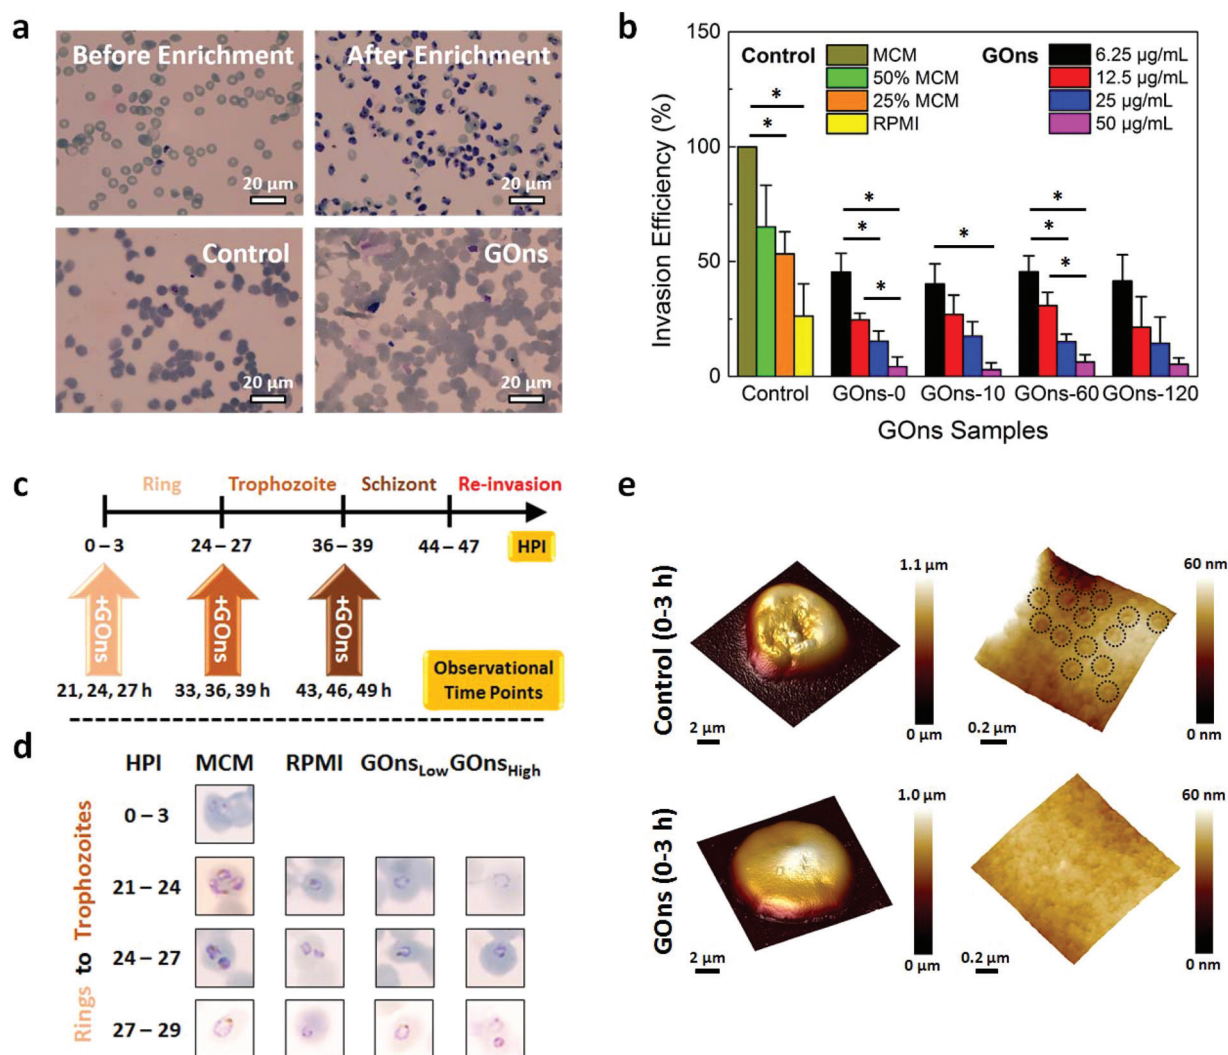 a
Before Enrichment
20 µm
After Enrichment
20 µm
Control
20 µm
GOns
20 µm
b
150
100
50
0
Invasion Efficiency (%)
Control
MCM
50% MCM
25% MCM
RPMI
GOns
6.25 µg/mL
12.5 µg/mL
25 µg/mL
50 µg/mL
*
*
*
*
*
*
*
*
*
Control GOns-0 GOns-10 GOns-60 GOns-120
GOns Samples
c
Ring Trophozoite Schizont Re-invasion
0 – 3 24 – 27 36 – 39 44 – 47 HPI
+GOns +GOns +GOns
21, 24, 27 h 33, 36, 39 h 43, 46, 49 h
Observational
Time Points
d
HPI MCM RPMI GOnsLow GOnsHigh
Rings to Trophozoites
0 – 3
21 – 24
24 – 27
27 – 29
e
Control (0-3 h)
1.1 µm
0 µm
2 µm
60 nm
0 nm
0.2 µm
GOns (0-3 h)
1.0 µm
0 µm
2 µm
60 nm
0 nm
0.2 µm